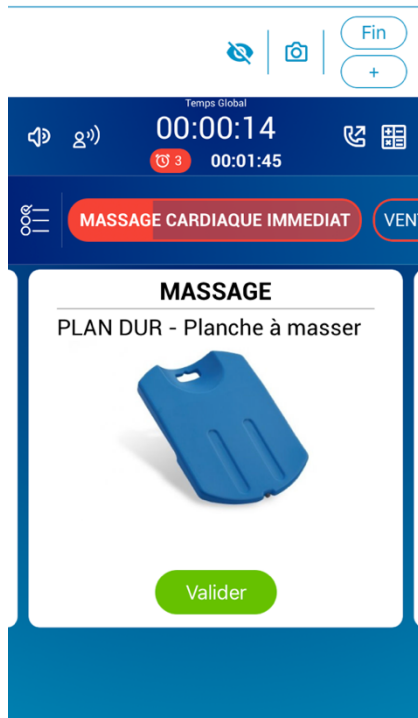 Fin
+
Temps Global
00:00:14
3 00:01:45
MASSAGE CARDIAQUE IMMEDIAT
VENT
MASSAGE
PLAN DUR - Planche à masser
Valider